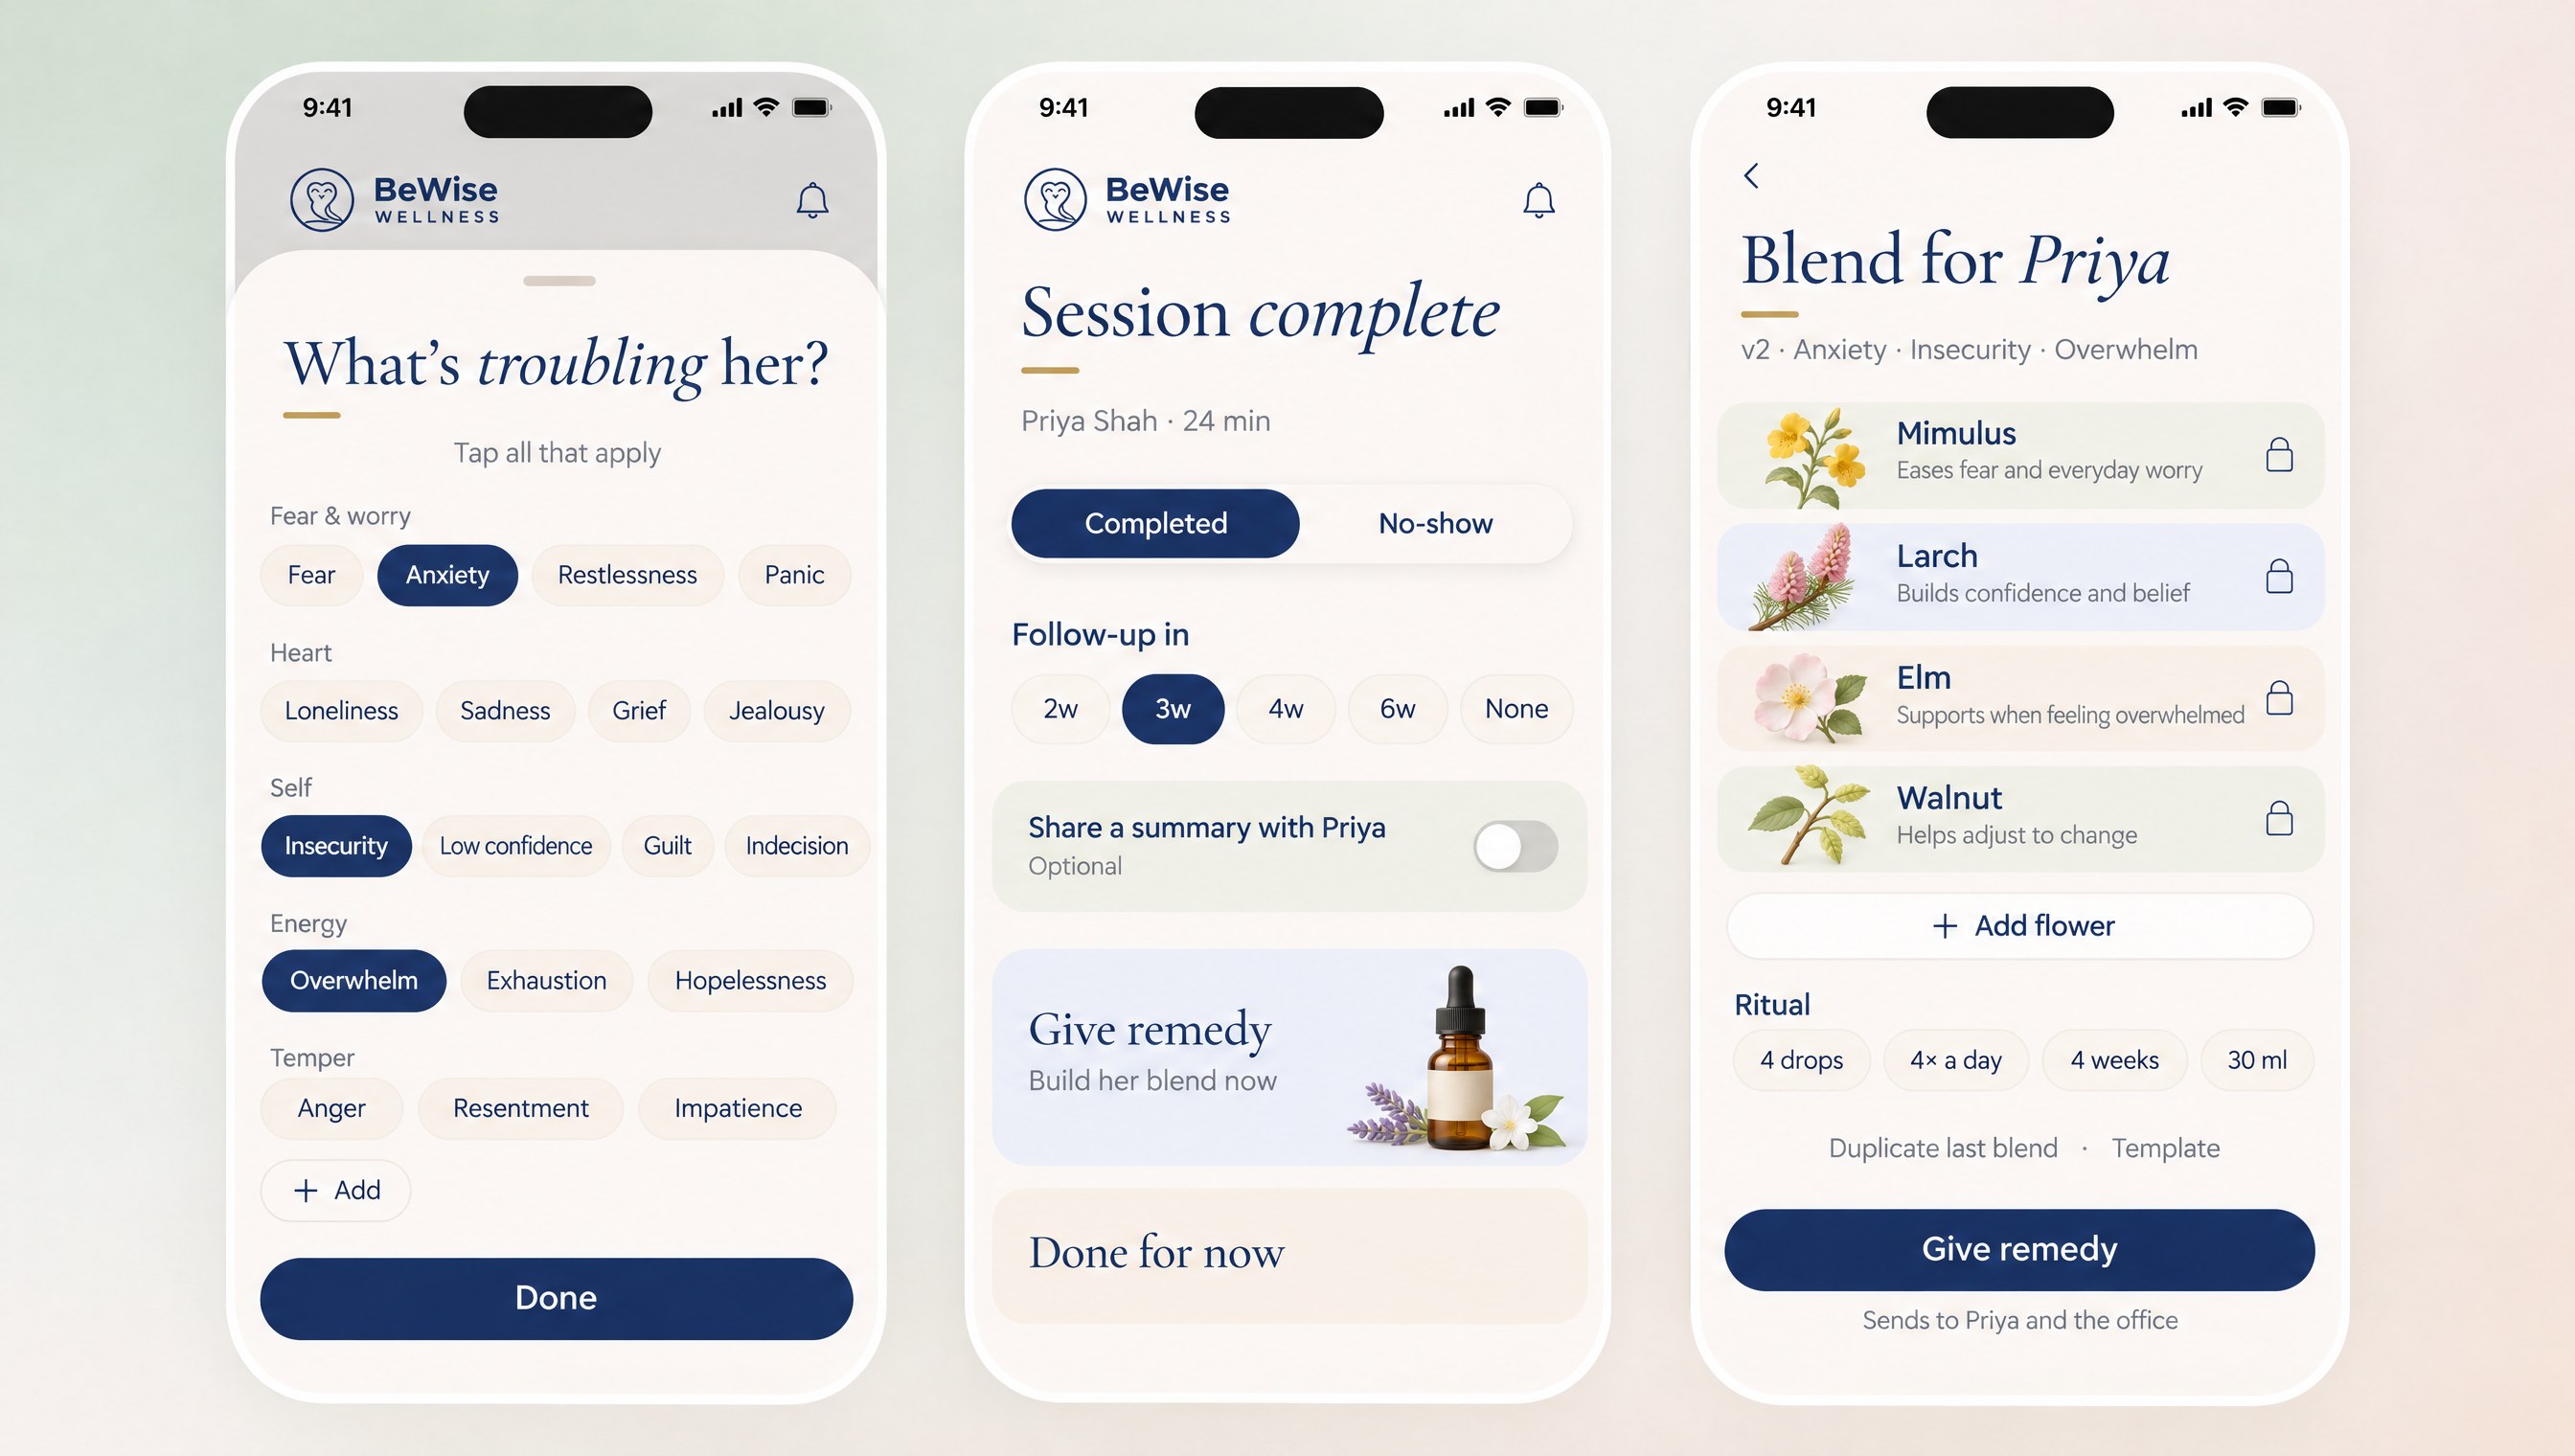 9:41
BeWise
WELLNESS
What's troubling her?
Tap all that apply
Fear & worry
Fear Anxiety Restlessness Panic
Heart
Loneliness Sadness Grief Jealousy
Self
Insecurity Low confidence Guilt Indecision
Energy
Overwhelm Exhaustion Hopelessness
Temper
Anger Resentment Impatience
+ Add
Done
9:41
BeWise
WELLNESS
Session complete
Priya Shah · 24 min
Completed No-show
Follow-up in
2w 3w 4w 6w None
Share a summary with Priya
Optional
Give remedy
Build her blend now
Done for now
9:41
Blend for Priya
v2 · Anxiety · Insecurity · Overwhelm
Mimulus
Eases fear and everyday worry
Larch
Builds confidence and belief
Elm
Supports when feeling overwhelmed
Walnut
Helps adjust to change
+ Add flower
Ritual
4 drops 4× a day 4 weeks 30 ml
Duplicate last blend · Template
Give remedy
Sends to Priya and the office